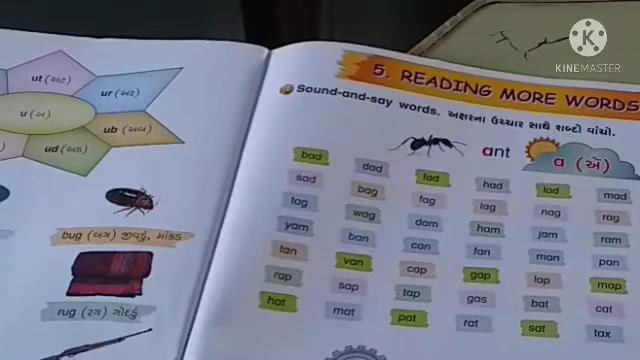 ut (અટ)
ur (અર)
u (અ)
ub (અબ)
ud (અડ)
bug (બગ) જીવડું, માંકડ
rug (રગ) ગોદડું
5. READING MORE WORDS
Sound-and-say words. અક્ષરના ઉચ્ચાર સાથે શબ્દો વાંચો.
ant
a (ઍ)
bad dad fad had lad mad
sad bag fag lag nag rag
tag wag dam ham jam ram
yam ban can fan man pan
tan van cap gap lap map
rap sap tap gas bat cat
hat mat pat rat sat tax
KINEMASTER